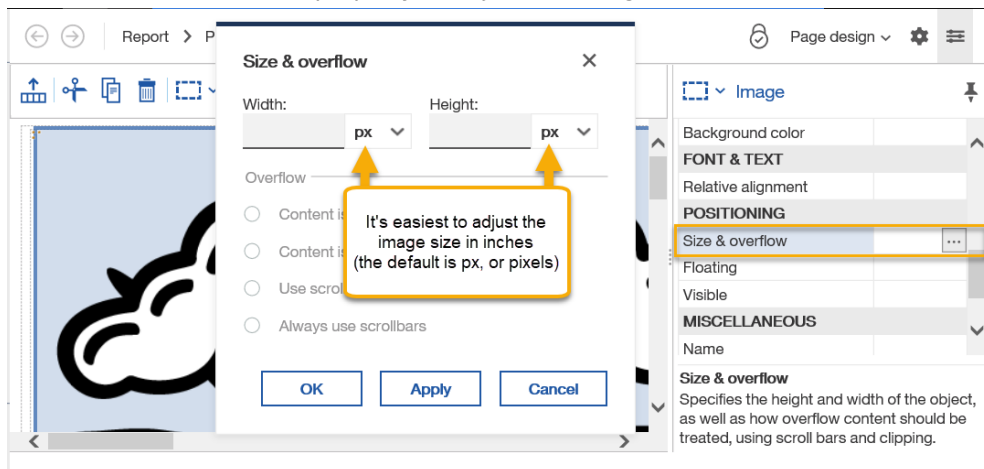 Report > P
Page design
Size & overflow
Width:
Height:
px
px
Overflow
Content i
Content i
Use scrol
Always use scrollbars
OK
Apply
Cancel
It's easiest to adjust the
image size in inches
(the default is px, or pixels)
Image
Background color
FONT & TEXT
Relative alignment
POSITIONING
Size & overflow
...
Floating
Visible
MISCELLANEOUS
Name
Size & overflow
Specifies the height and width of the object,
as well as how overflow content should be
treated, using scroll bars and clipping.